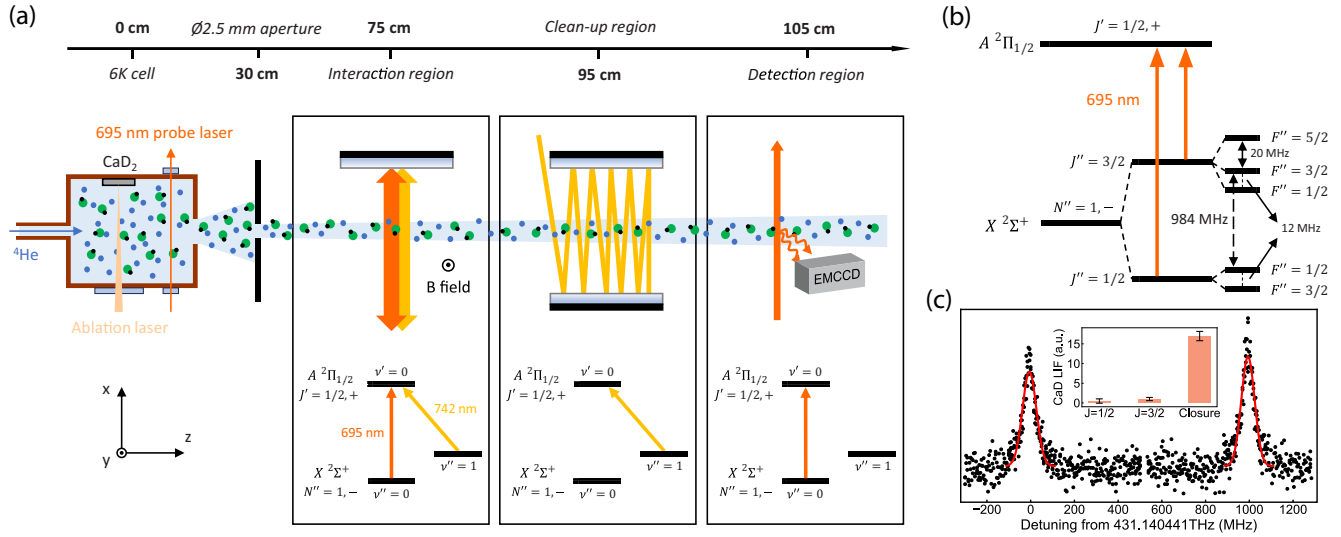 (a)
0 cm
Ø2.5 mm aperture
75 cm
Clean-up region
105 cm
6K cell
30 cm
Interaction region
95 cm
Detection region
695 nm probe laser
CaD₂
⁴He
Ablation laser
B field
EMCCD
x
y
z
ν′ = 0
A ²Π₁/₂
J′ = 1/2, +
742 nm
695 nm
ν′′ = 1
X ²Σ⁺
N′′ = 1, −
ν′′ = 0
ν′ = 0
A ²Π₁/₂
J′ = 1/2, +
ν′′ = 1
X ²Σ⁺
N′′ = 1, −
ν′′ = 0
ν′ = 0
A ²Π₁/₂
J′ = 1/2, +
ν′′ = 1
X ²Σ⁺
N′′ = 1, −
ν′′ = 0
(b)
J′ = 1/2, +
A ²Π₁/₂
695 nm
F′′ = 5/2
J′′ = 3/2
20 MHz
F′′ = 3/2
F′′ = 1/2
N′′ = 1, −
X ²Σ⁺
984 MHz
12 MHz
F′′ = 1/2
J′′ = 1/2
F′′ = 3/2
(c)
CaD LIF (a.u.)
15
10
5
0
J=1/2
J=3/2
Closure
−200 0 200 400 600 800 1000 1200
Detuning from 431.140441THz (MHz)